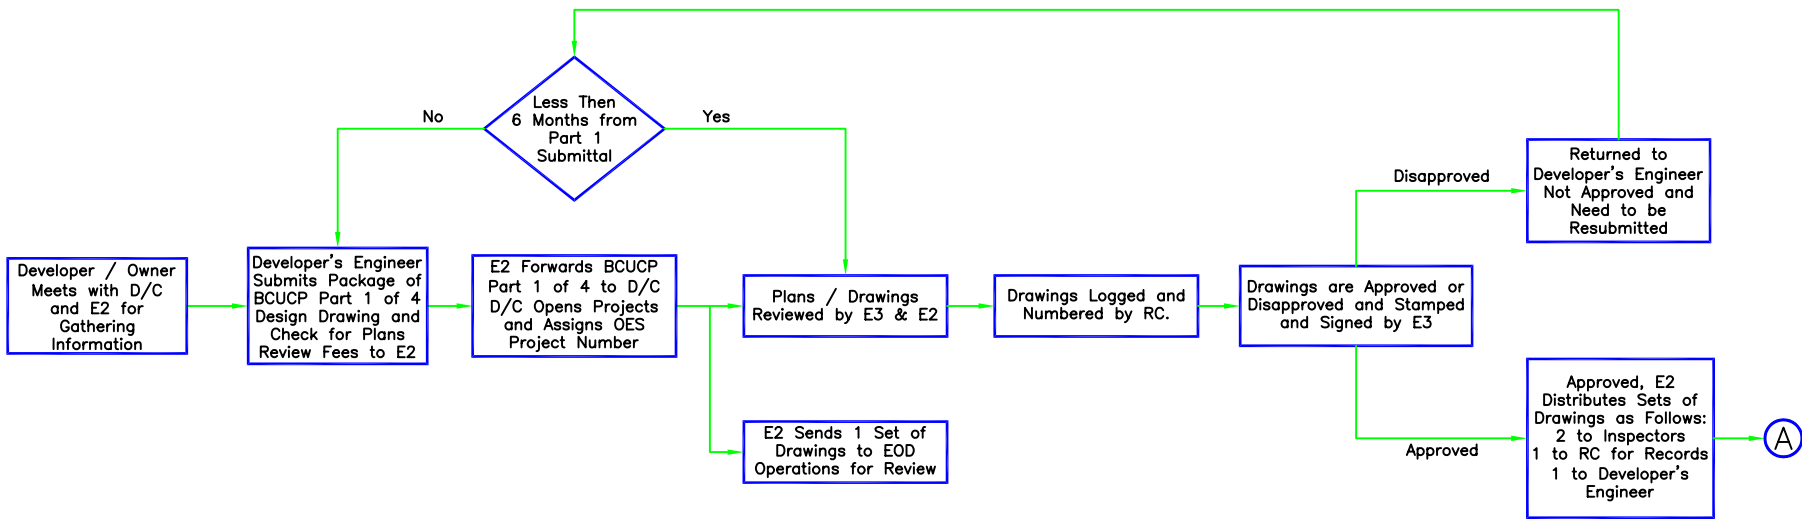 Less Then
6 Months from
Part 1
Submittal
No
Yes
Developer / Owner
Meets with D/C
and E2 for
Gathering
Information
Developer's Engineer
Submits Package of
BCUCP Part 1 of 4
Design Drawing and
Check for Plans
Review Fees to E2
E2 Forwards BCUCP
Part 1 of 4 to D/C
D/C Opens Projects
and Assigns OES
Project Number
Plans / Drawings
Reviewed by E3 & E2
E2 Sends 1 Set of
Drawings to EOD
Operations for Review
Drawings Logged and
Numbered by RC.
Drawings are Approved or
Disapproved and Stamped
and Signed by E3
Disapproved
Returned to
Developer's Engineer
Not Approved and
Need to be
Resubmitted
Approved
Approved, E2
Distributes Sets of
Drawings as Follows:
2 to Inspectors
1 to RC for Records
1 to Developer's
Engineer
A